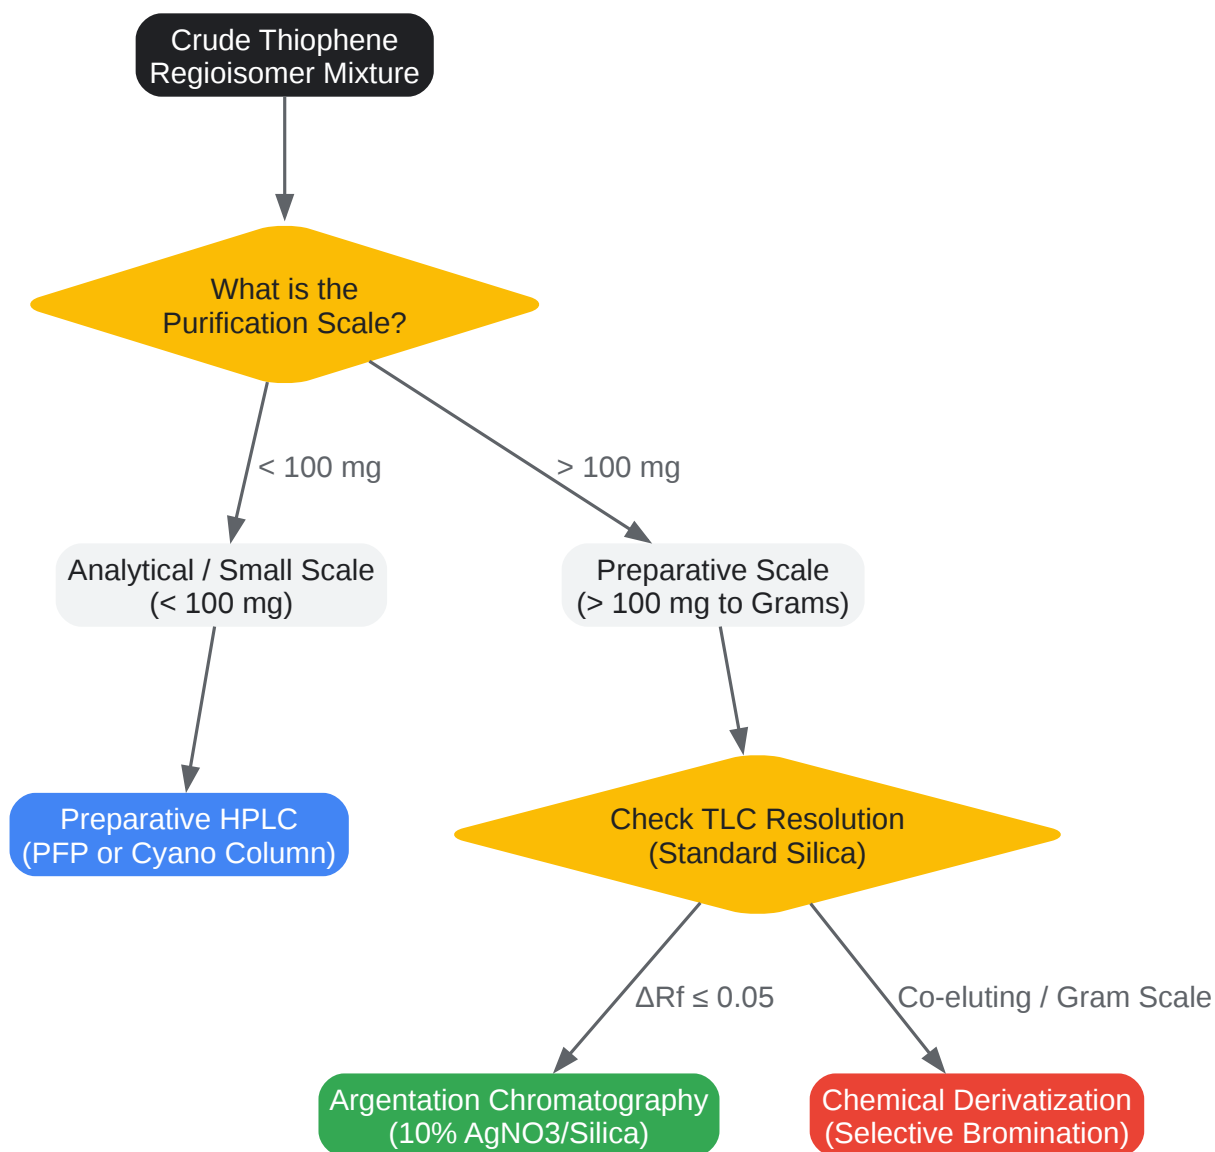 Crude Thiophene
Regioisomer Mixture
What is the
Purification Scale?
< 100 mg
> 100 mg
Analytical / Small Scale
(< 100 mg)
Preparative Scale
(> 100 mg to Grams)
Preparative HPLC
(PFP or Cyano Column)
Check TLC Resolution
(Standard Silica)
ΔRf ≤ 0.05
Co-eluting / Gram Scale
Argentation Chromatography
(10% AgNO3/Silica)
Chemical Derivatization
(Selective Bromination)